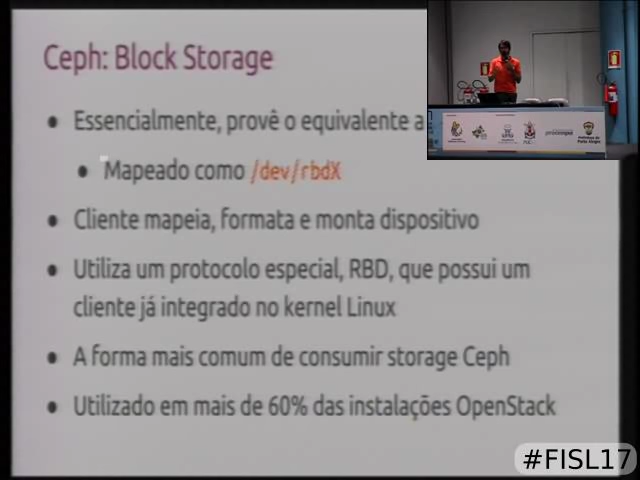 Ceph: Block Storage
• Essencialmente, provê o equivalente a
• Mapeado como /dev/rbdX
• Cliente mapeia, formata e monta dispositivo
• Utiliza um protocolo especial, RBD, que possui um
cliente já integrado no kernel Linux
• A forma mais comum de consumir storage Ceph
• Utilizado em mais de 60% das instalações OpenStack
#FISL17